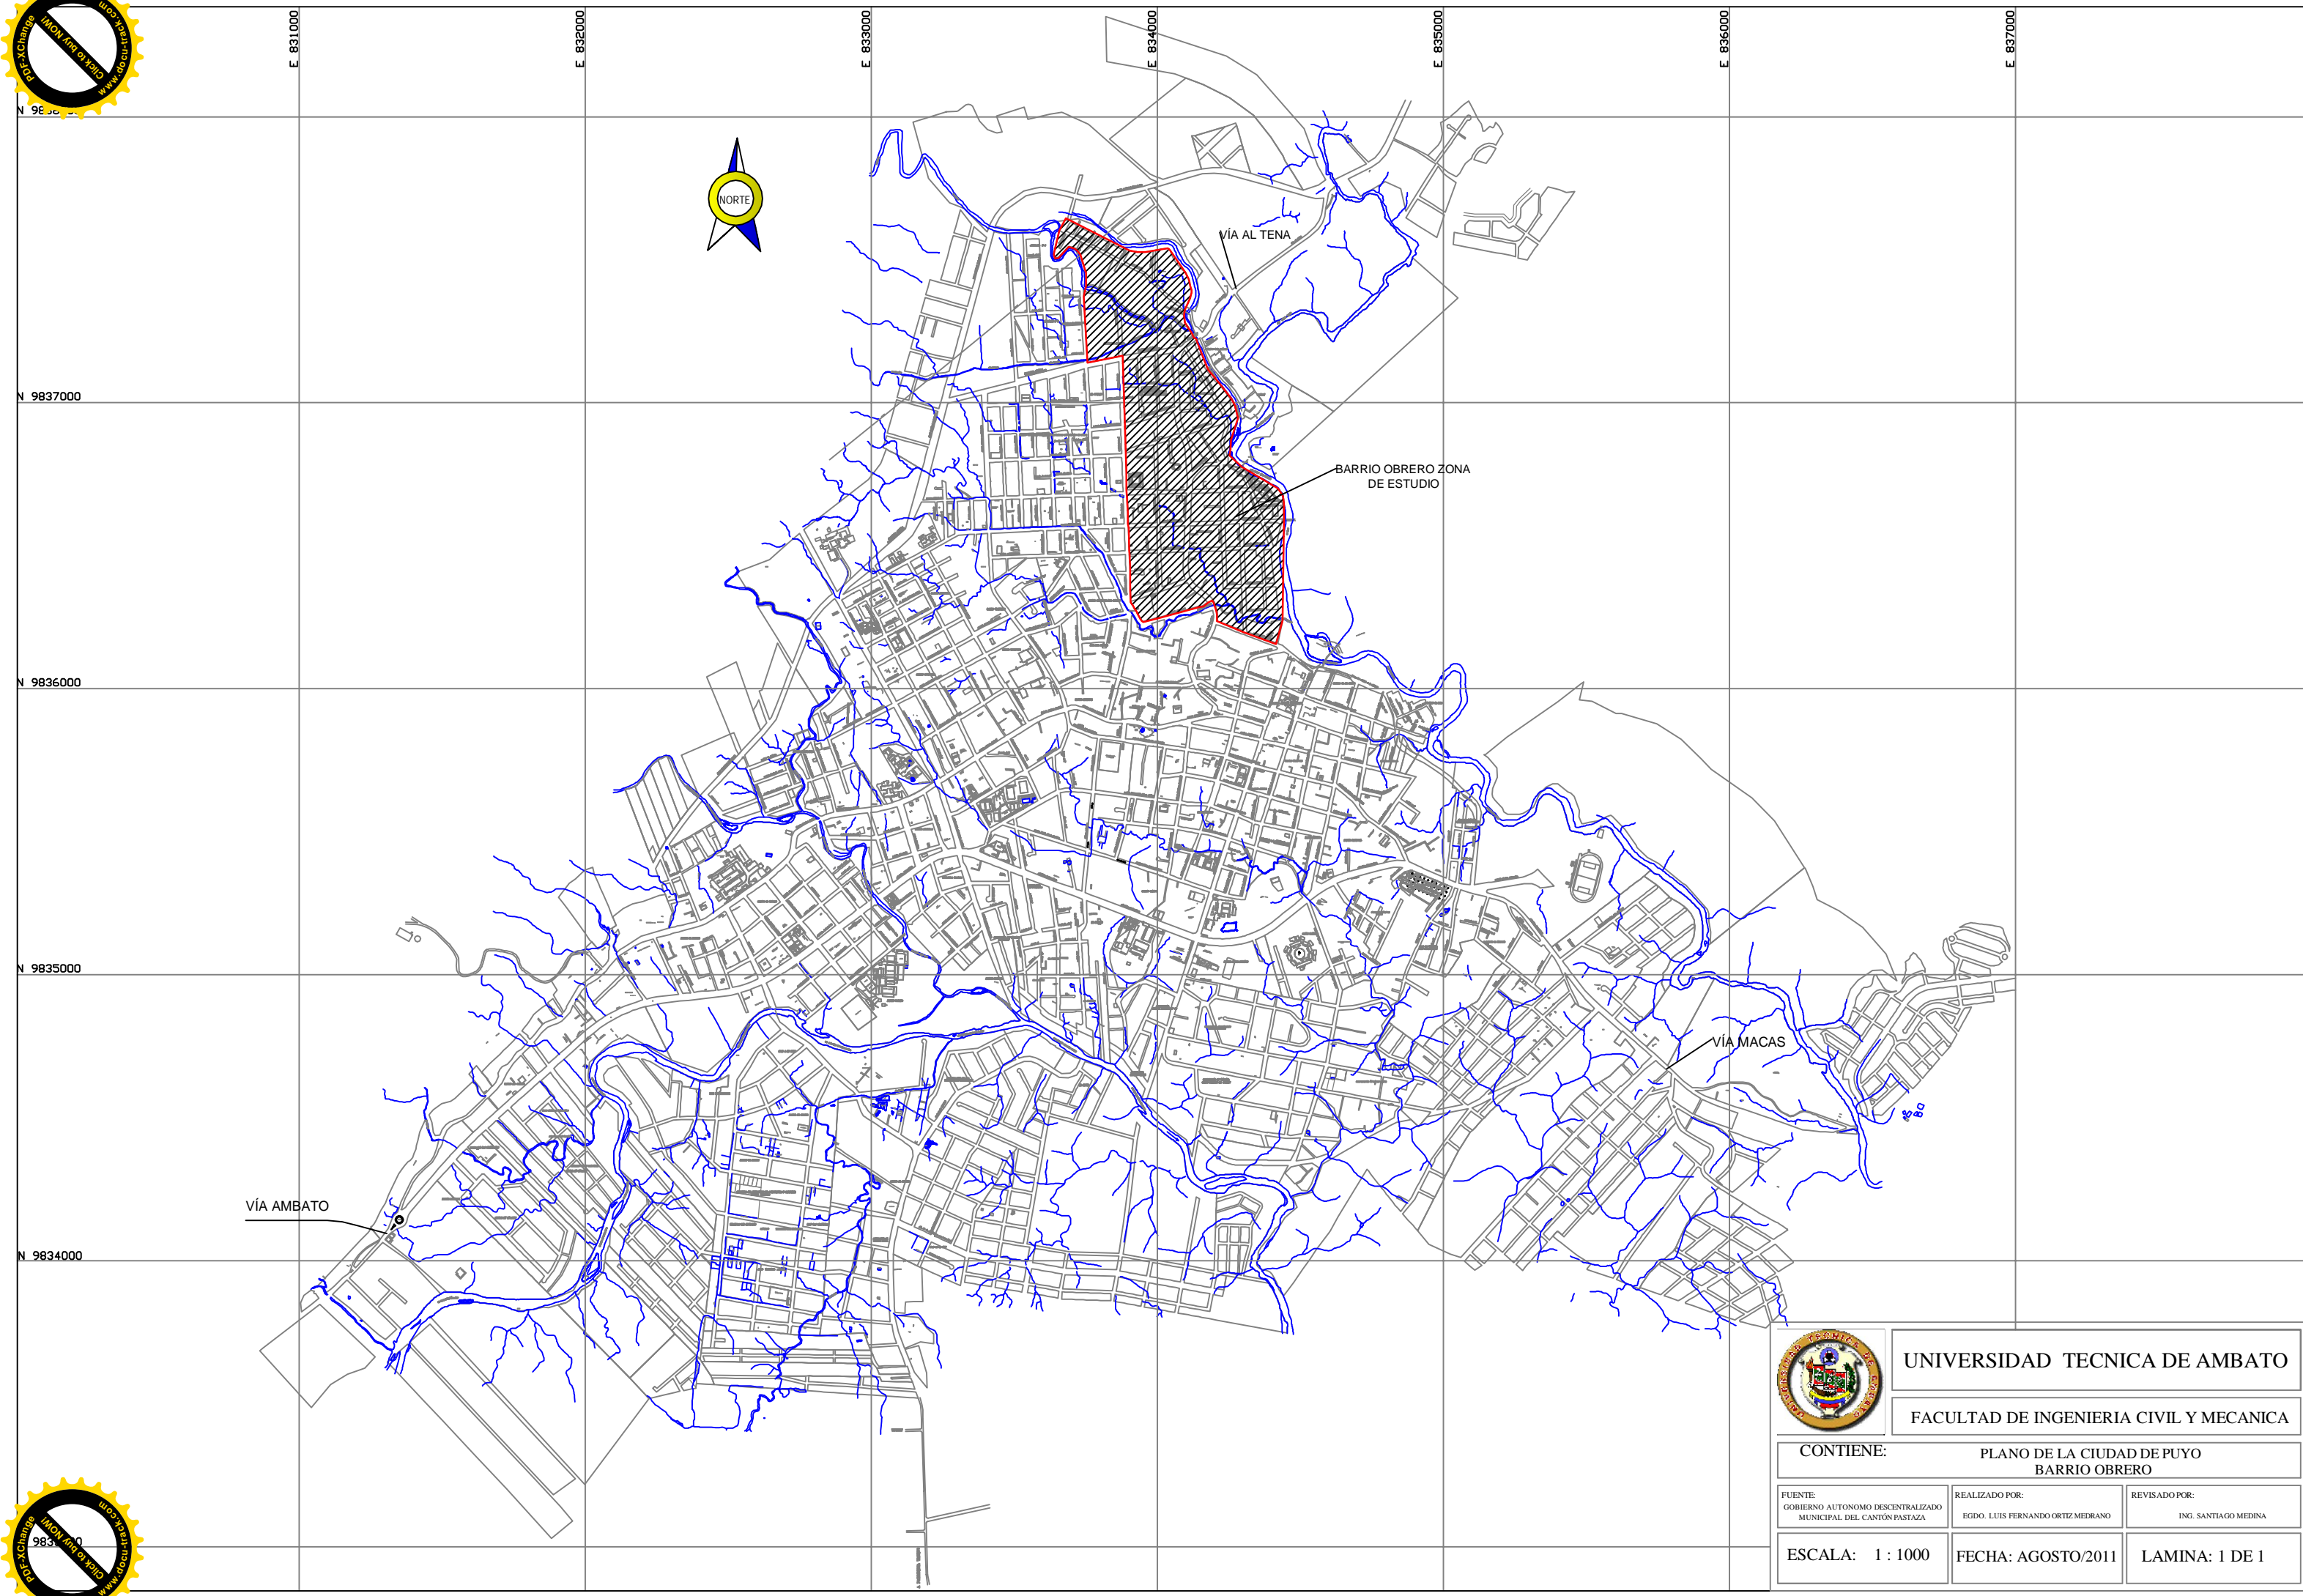 E 831000
E 832000
E 833000
E 834000
E 835000
E 836000
E 837000
PDF-XChange
Click to buy NOW!
www.docu-track.com
NORTE
VÍA AL TENA
N 9837000
BARRIO OBRERO ZONA
DE ESTUDIO
N 9836000
N 9835000
VÍA MACAS
VÍA AMBATO
N 9834000
PDF-XChange
Click to buy NOW!
www.docu-track.com
UNIVERSIDAD TECNICA DE AMBATO
FACULTAD DE INGENIERIA CIVIL Y MECANICA
CONTIENE:
PLANO DE LA CIUDAD DE PUYO
BARRIO OBRERO
FUENTE:
GOBIERNO AUTONOMO DESCENTRALIZADO
MUNICIPAL DEL CANTÓN PASTAZA
REALIZADO POR:
EGDO. LUIS FERNANDO ORTIZ MEDRANO
REVISADO POR:
ING. SANTIAGO MEDINA
ESCALA: 1 : 1000
FECHA: AGOSTO/2011
LAMINA: 1 DE 1